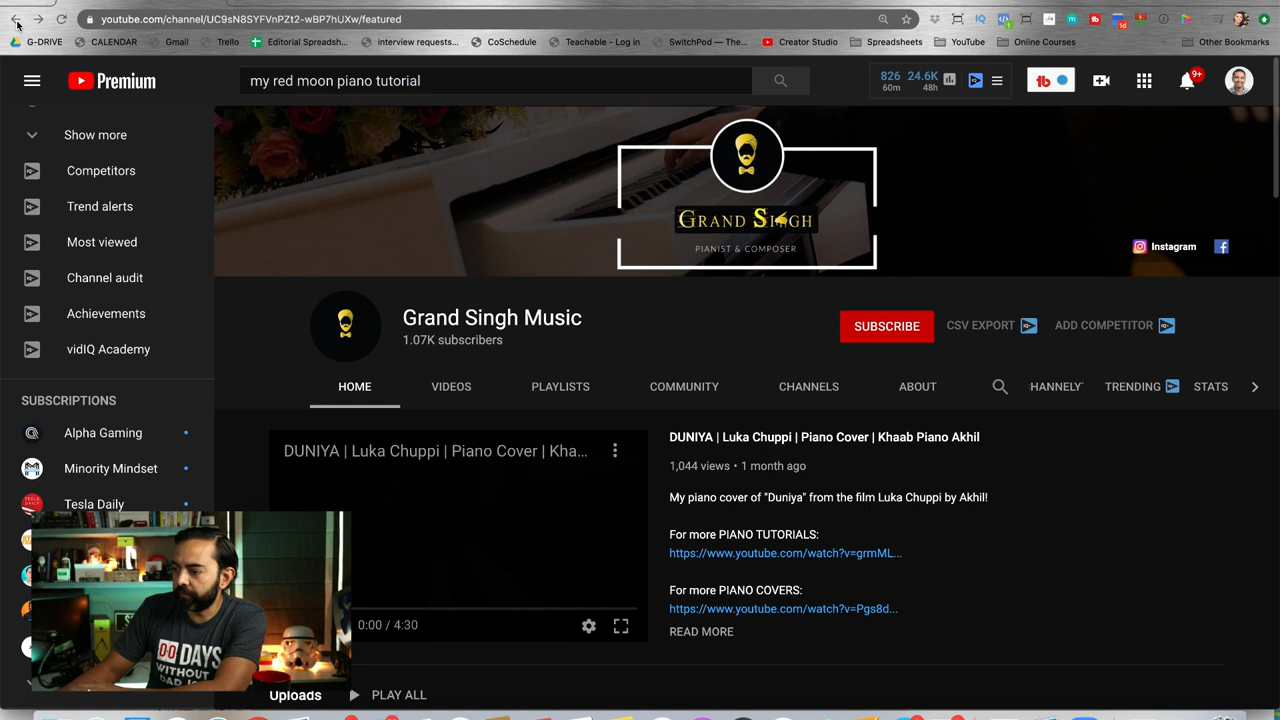 youtube.com/channel/UC9sN8SYFVnPZt2-wBP7hUXw/featured
G-DRIVE
CALENDAR
Gmail
Trello
Editorial Spreadsh...
interview requests...
CoSchedule
Teachable - Log in
SwitchPod — The...
Creator Studio
Spreadsheets
YouTube
Online Courses
Other Bookmarks
Premium
my red moon piano tutorial
826 24.6K
60m 48h
tb
9+
Show more
Competitors
Trend alerts
Most viewed
Channel audit
Achievements
vidIQ Academy
SUBSCRIPTIONS
Alpha Gaming
Minority Mindset
Tesla Daily
GRAND SINGH
PIANIST & COMPOSER
Instagram
Grand Singh Music
1.07K subscribers
SUBSCRIBE
CSV EXPORT
ADD COMPETITOR
HOME
VIDEOS
PLAYLISTS
COMMUNITY
CHANNELS
ABOUT
HANNELY
TRENDING
STATS
DUNIYA | Luka Chuppi | Piano Cover | Kha...
DUNIYA | Luka Chuppi | Piano Cover | Khaab Piano Akhil
1,044 views • 1 month ago
My piano cover of "Duniya" from the film Luka Chuppi by Akhil!
For more PIANO TUTORIALS:
https://www.youtube.com/watch?v=grmML...
For more PIANO COVERS:
https://www.youtube.com/watch?v=Pgs8d...
READ MORE
0:00 / 4:30
DAYS
WITHOUT
Uploads
PLAY ALL